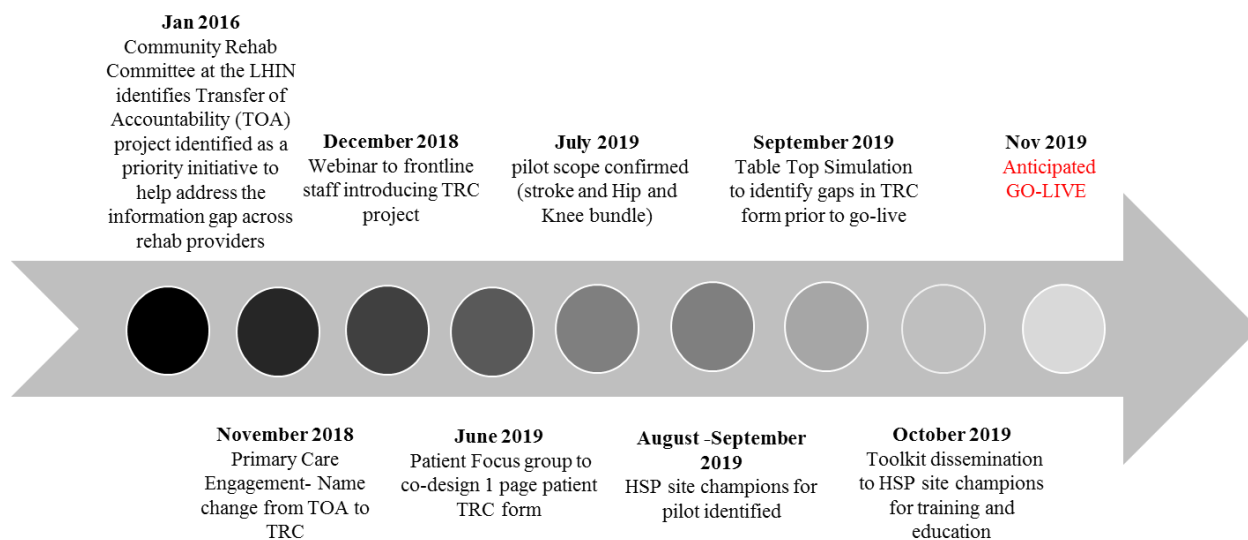 Jan 2016
Community Rehab
Committee at the LHIN
identifies Transfer of
Accountability (TOA)
project identified as a
priority initiative to
help address the
information gap across
rehab providers
December 2018
Webinar to frontline
staff introducing TRC
project
July 2019
pilot scope confirmed
(stroke and Hip and
Knee bundle)
September 2019
Table Top Simulation
to identify gaps in TRC
form prior to go-live
Nov 2019
Anticipated
GO-LIVE
November 2018
Primary Care
Engagement- Name
change from TOA to
TRC
June 2019
Patient Focus group to
co-design 1 page patient
TRC form
August -September
2019
HSP site champions for
pilot identified
October 2019
Toolkit dissemination
to HSP site champions
for training and
education